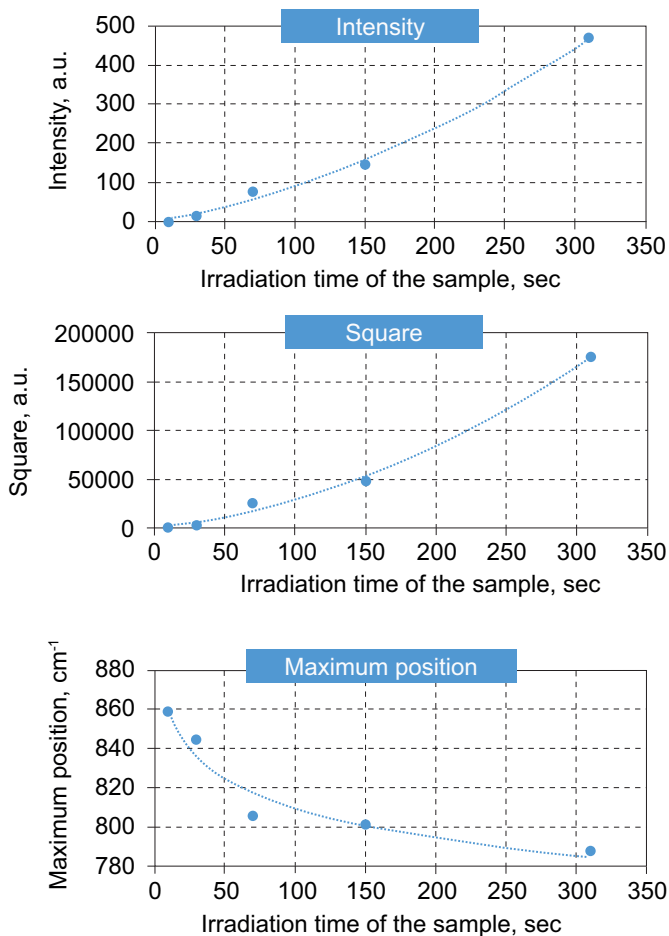 Intensity
Intensity, a.u.
500
400
300
200
100
0
0 50 100 150 200 250 300 350
Irradiation time of the sample, sec
Square
Square, a.u.
200000
150000
100000
50000
0
0 50 100 150 200 250 300 350
Irradiation time of the sample, sec
Maximum position
Maximum position, cm⁻¹
880
860
840
820
800
780
0 50 100 150 200 250 300 350
Irradiation time of the sample, sec